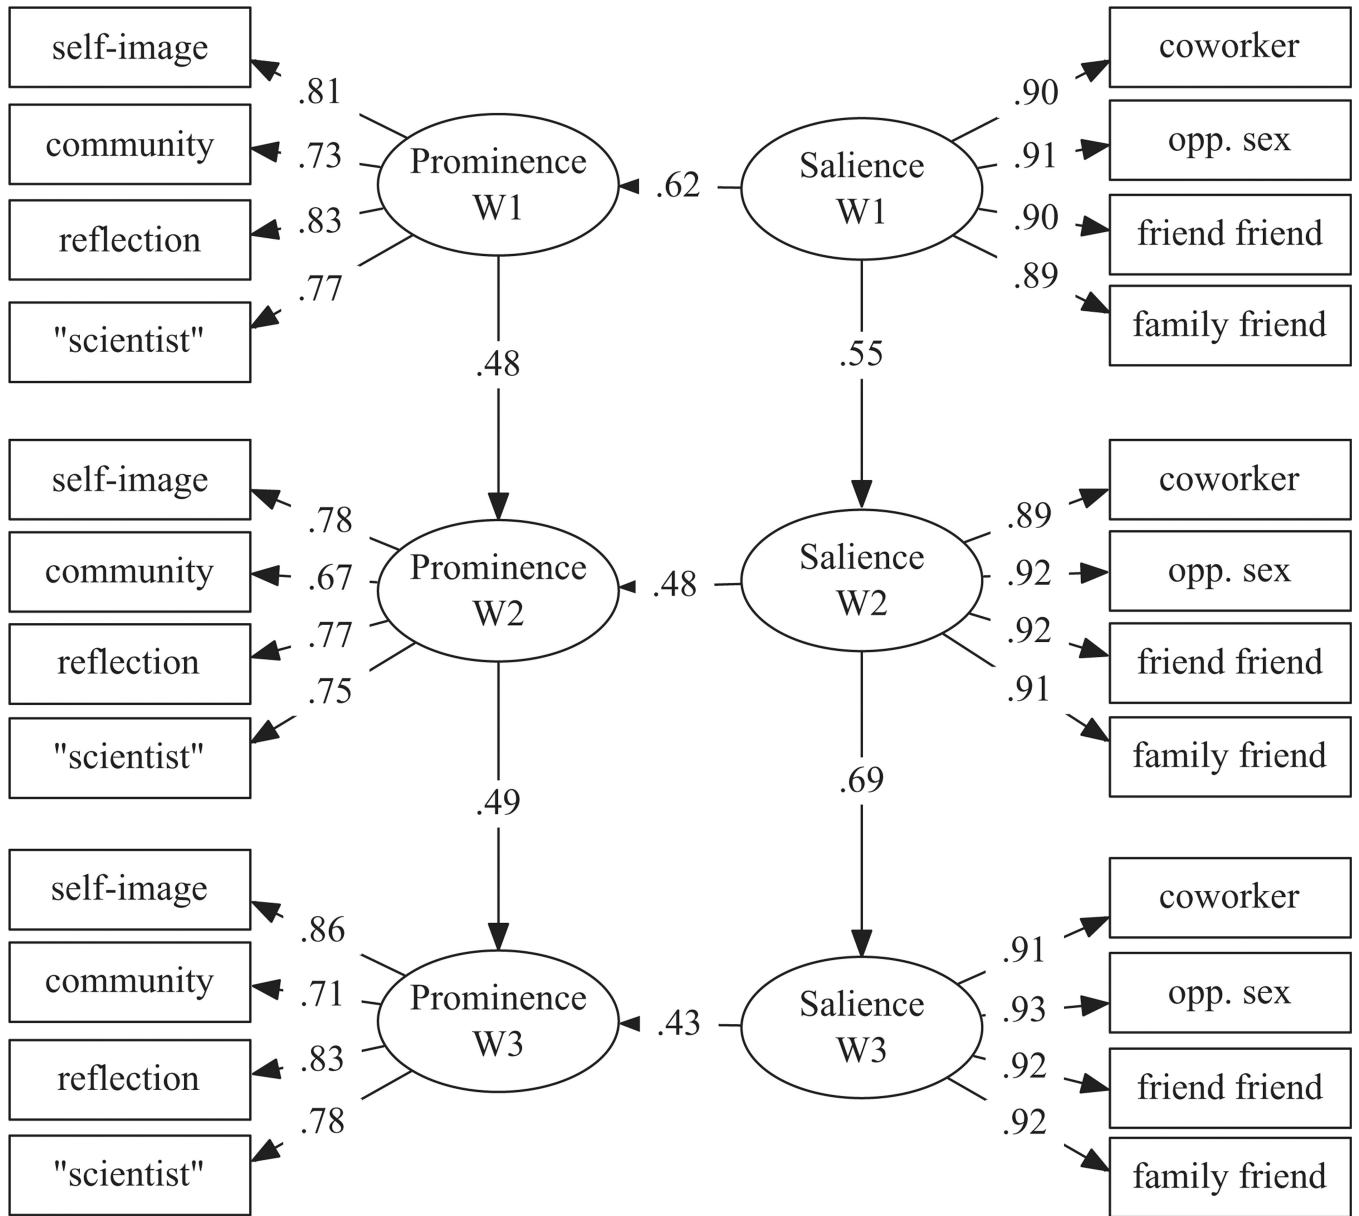 self-image
.81
community
.73
reflection
.83
"scientist"
.77
Prominence
W1
.62
Salience
W1
.90
coworker
.91
opp. sex
.90
friend friend
.89
family friend
.48
.55
self-image
.78
community
.67
reflection
.77
"scientist"
.75
Prominence
W2
.48
Salience
W2
.89
coworker
.92
opp. sex
.92
friend friend
.91
family friend
.49
.69
self-image
.86
community
.71
reflection
.83
"scientist"
.78
Prominence
W3
.43
Salience
W3
.91
coworker
.93
opp. sex
.92
friend friend
.92
family friend